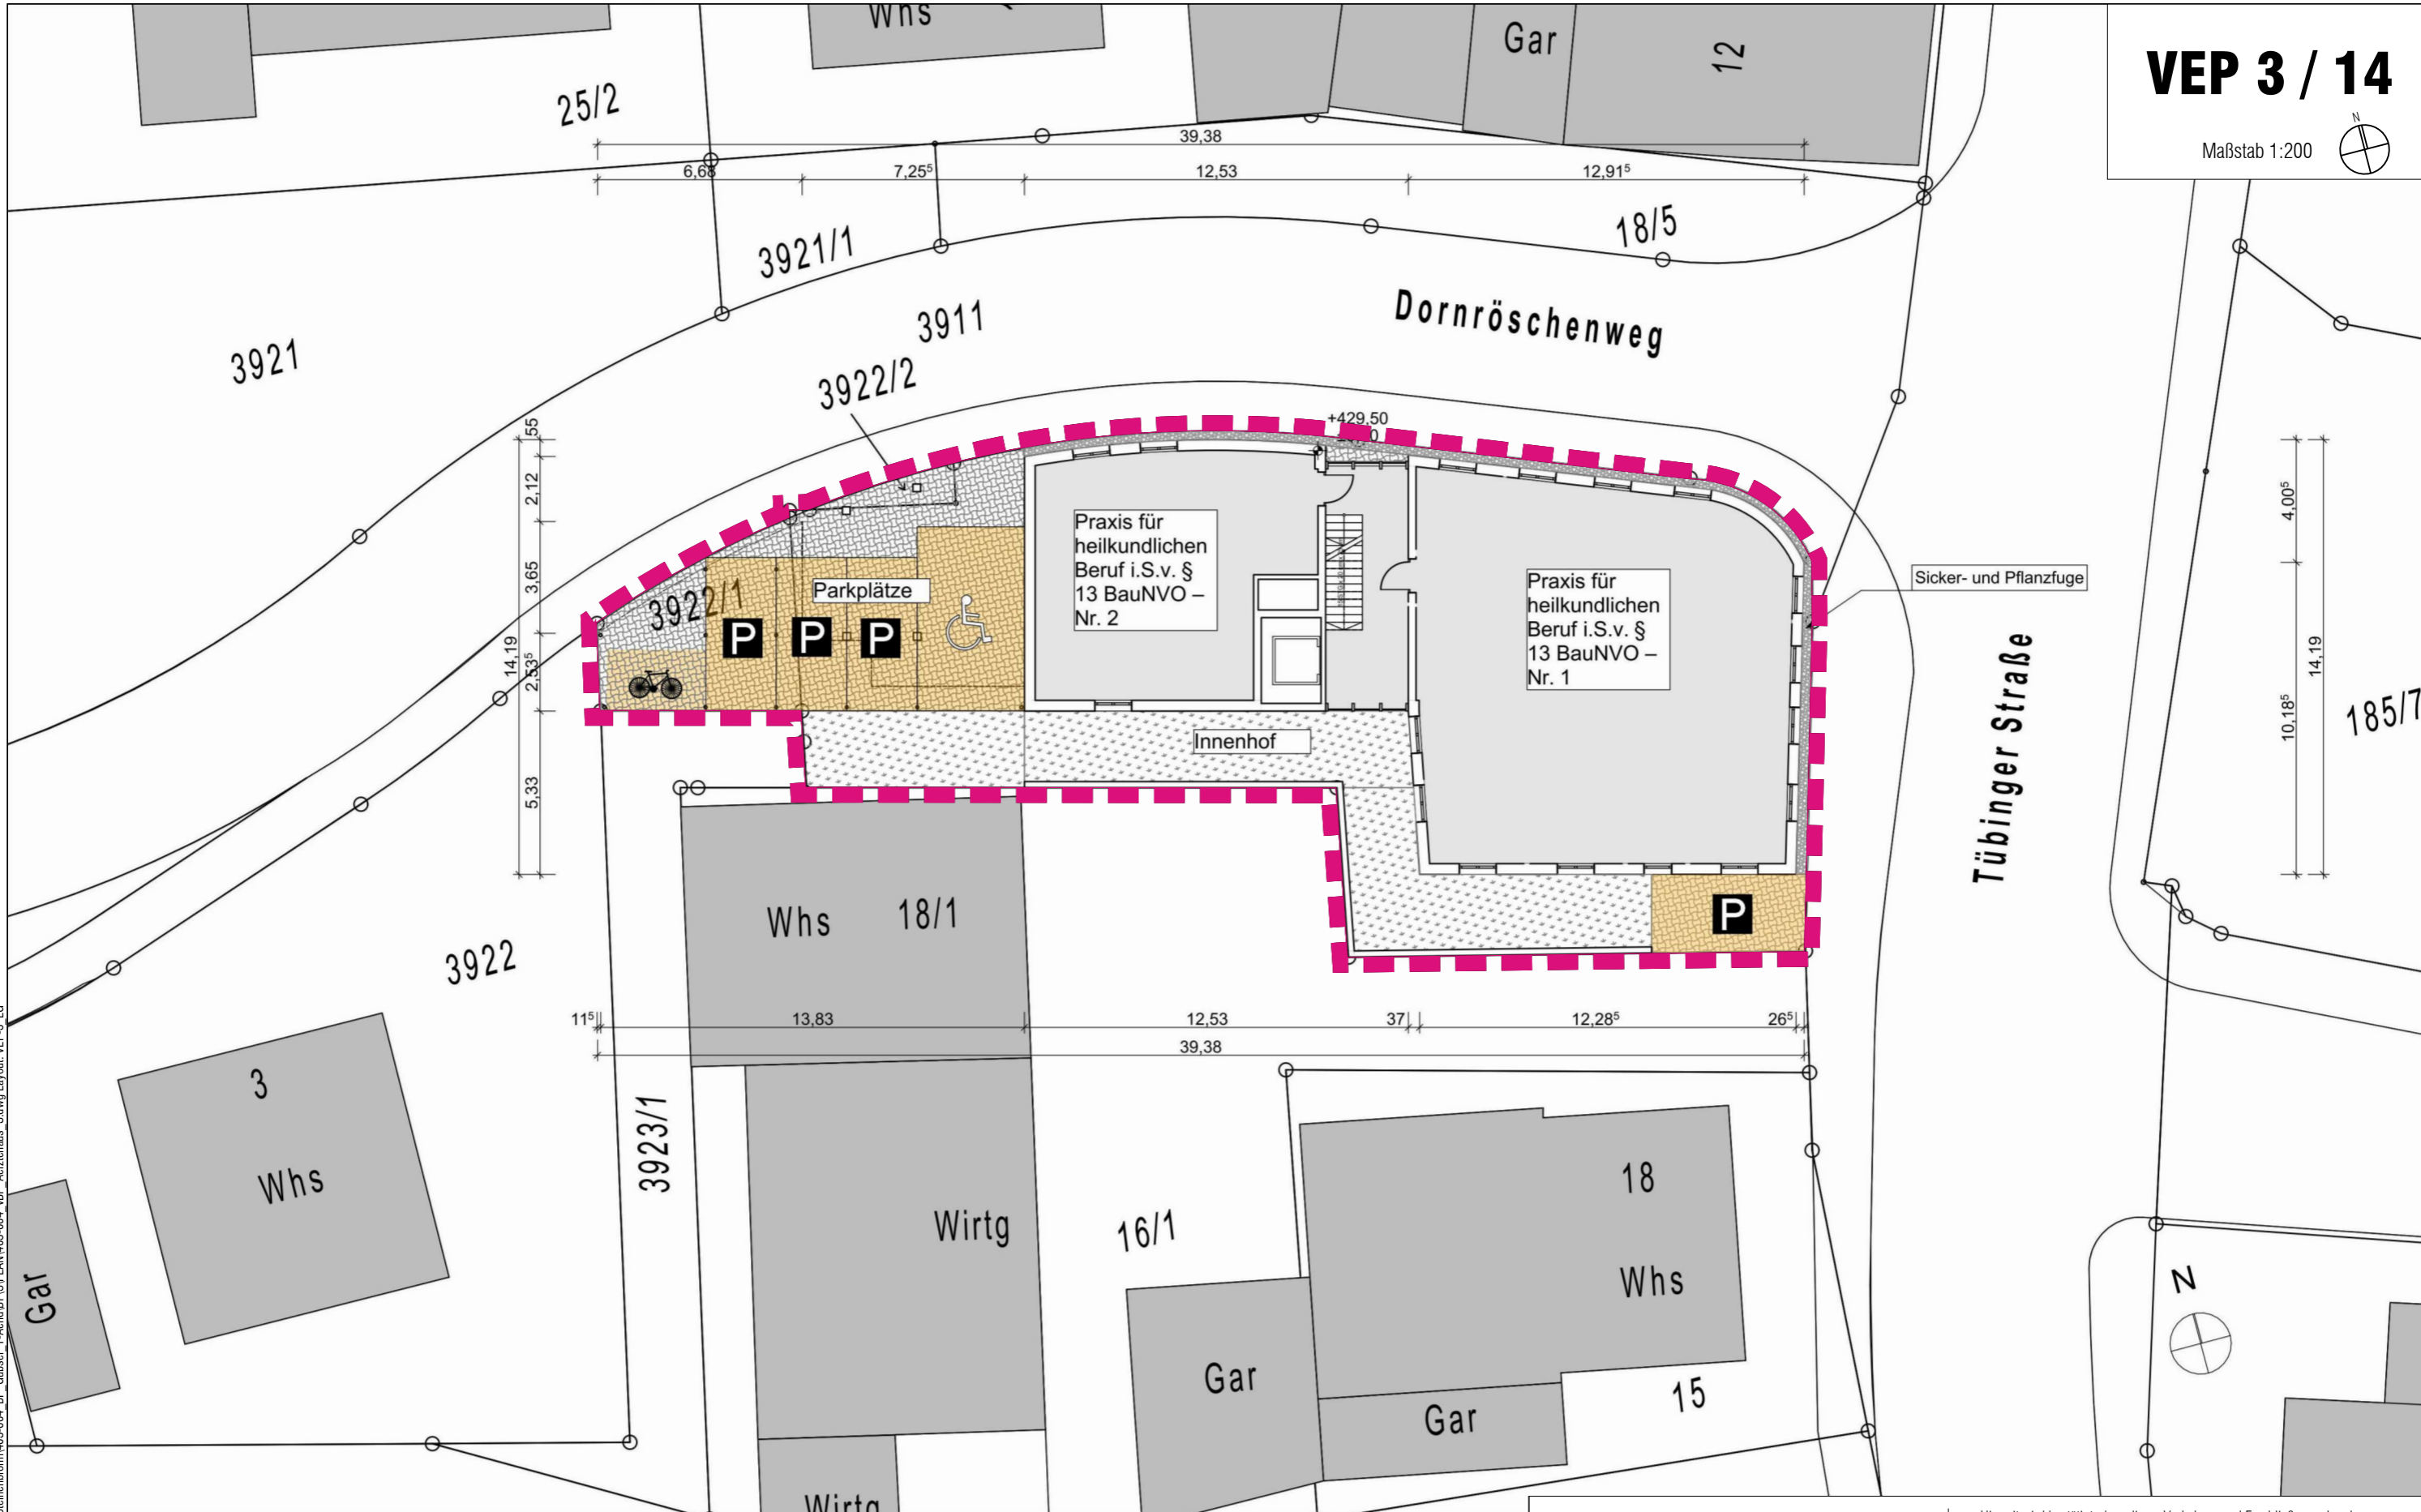 Whs
Gar
12
VEP 3 / 14
N
Maßstab 1:200
25/2
39,38
6,68
7,25⁵
12,53
12,91⁵
3921/1
18/5
3911
Dornröschenweg
3921
3922/2
+429,50
55
2,12
3,65
2,53⁵
5,33
14,19
4,00⁵
10,18⁵
14,19
Praxis für
heilkundlichen
Beruf i.S.v. §
13 BauNVO –
Nr. 2
Praxis für
heilkundlichen
Beruf i.S.v. §
13 BauNVO –
Nr. 1
Sicker- und Pflanzfuge
Parkplätze
3922/1
P
P
P
Innenhof
Tübinger Straße
185/7
P
Whs
18/1
3922
11⁵
13,83
12,53
37
12,28⁵
26⁵
39,38
3
Whs
3923/1
Wirtg
16/1
18
Whs
N
Gar
Gar
Gar
15
Wirtg